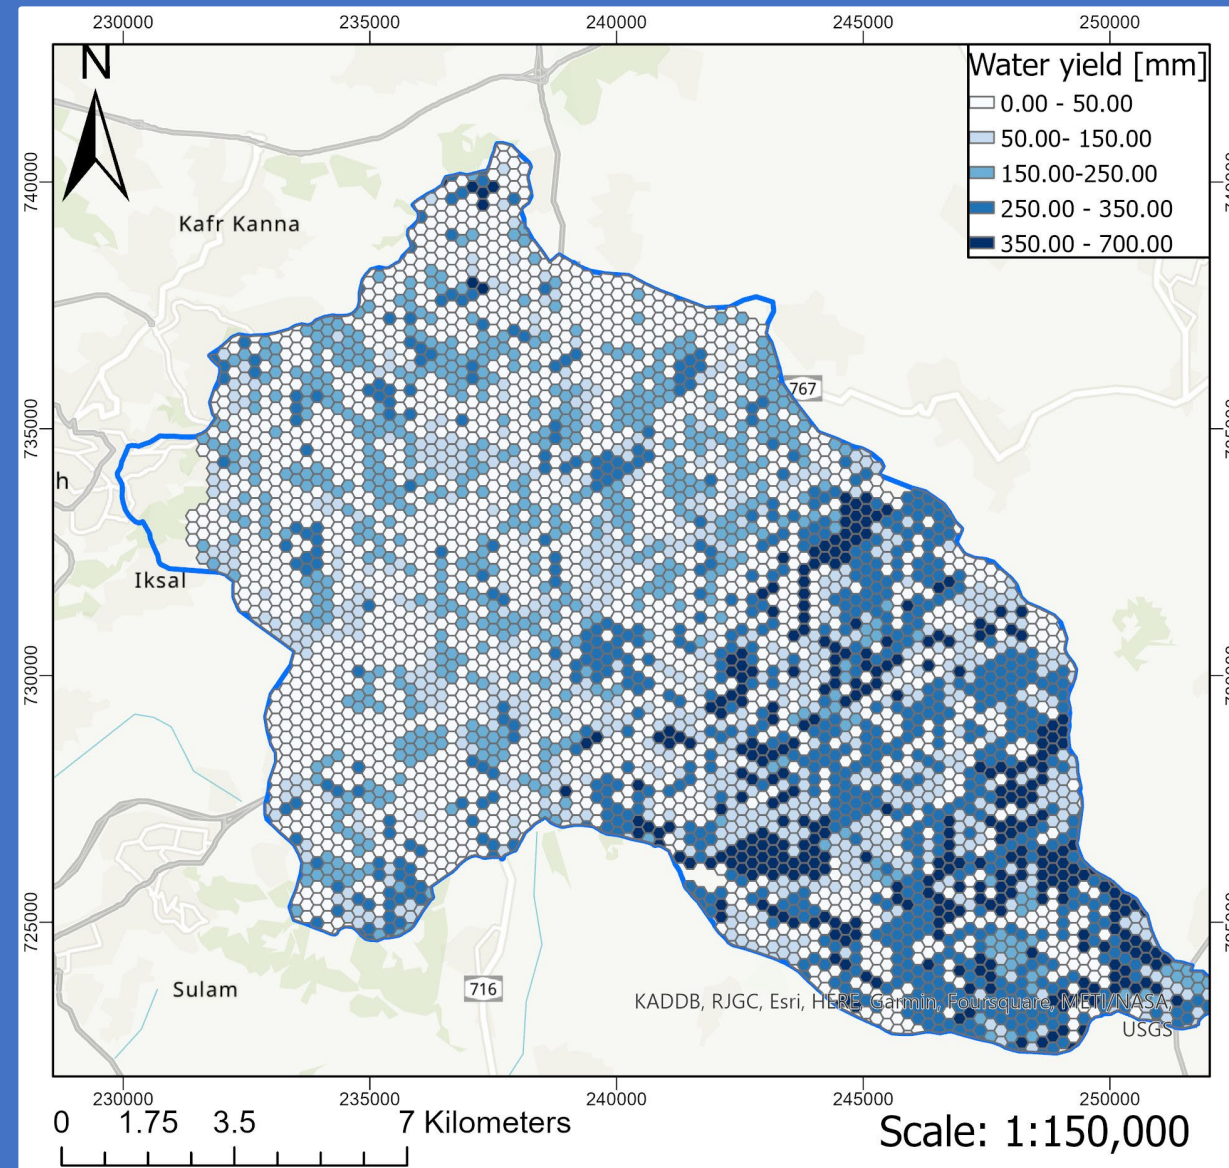 230000 235000 240000 245000 250000
N
Water yield [mm]
0.00 - 50.00
50.00- 150.00
150.00-250.00
250.00 - 350.00
350.00 - 700.00
740000
Kafr Kanna
767
735000
h
Iksal
730000
725000
Sulam
716
KADDB, RJGC, Esri, HERE, Garmin, Foursquare, METI/NASA,
USGS
230000 235000 240000 245000 250000
0 1.75 3.5 7 Kilometers
Scale: 1:150,000